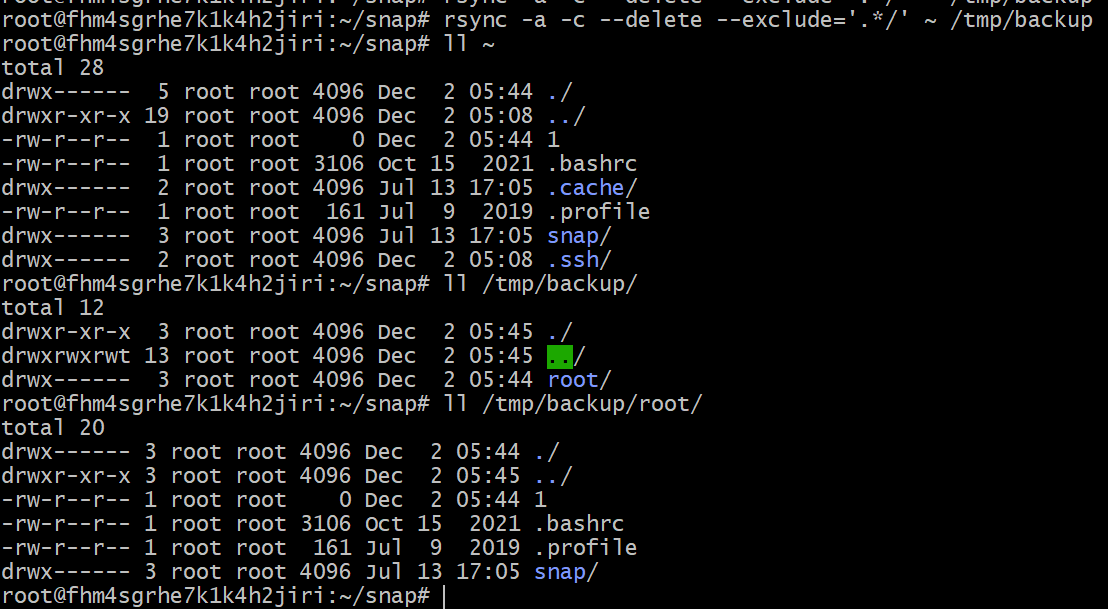 root@fhm4sgrhe7k1k4h2jiri:~/snap# rsync -a -c --delete --exclude='.*/' ~ /tmp/backup
root@fhm4sgrhe7k1k4h2jiri:~/snap# rsync -a -c --delete --exclude='.*/' ~ /tmp/backup
root@fhm4sgrhe7k1k4h2jiri:~/snap# ll ~
total 28
drwx------  5 root root 4096 Dec  2 05:44 ./
drwxr-xr-x 19 root root 4096 Dec  2 05:08 ../
-rw-r--r--  1 root root    0 Dec  2 05:44 1
-rw-r--r--  1 root root 3106 Oct 15  2021 .bashrc
drwx------  2 root root 4096 Jul 13 17:05 .cache/
-rw-r--r--  1 root root  161 Jul  9  2019 .profile
drwx------  3 root root 4096 Jul 13 17:05 snap/
drwx------  2 root root 4096 Dec  2 05:08 .ssh/
root@fhm4sgrhe7k1k4h2jiri:~/snap# ll /tmp/backup/
total 12
drwxr-xr-x  3 root root 4096 Dec  2 05:45 ./
drwxrwxrwt 13 root root 4096 Dec  2 05:45 ../
drwx------  3 root root 4096 Dec  2 05:44 root/
root@fhm4sgrhe7k1k4h2jiri:~/snap# ll /tmp/backup/root/
total 20
drwx------ 3 root root 4096 Dec  2 05:44 ./
drwxr-xr-x 3 root root 4096 Dec  2 05:45 ../
-rw-r--r-- 1 root root    0 Dec  2 05:44 1
-rw-r--r-- 1 root root 3106 Oct 15  2021 .bashrc
-rw-r--r-- 1 root root  161 Jul  9  2019 .profile
drwx------ 3 root root 4096 Jul 13 17:05 snap/
root@fhm4sgrhe7k1k4h2jiri:~/snap#